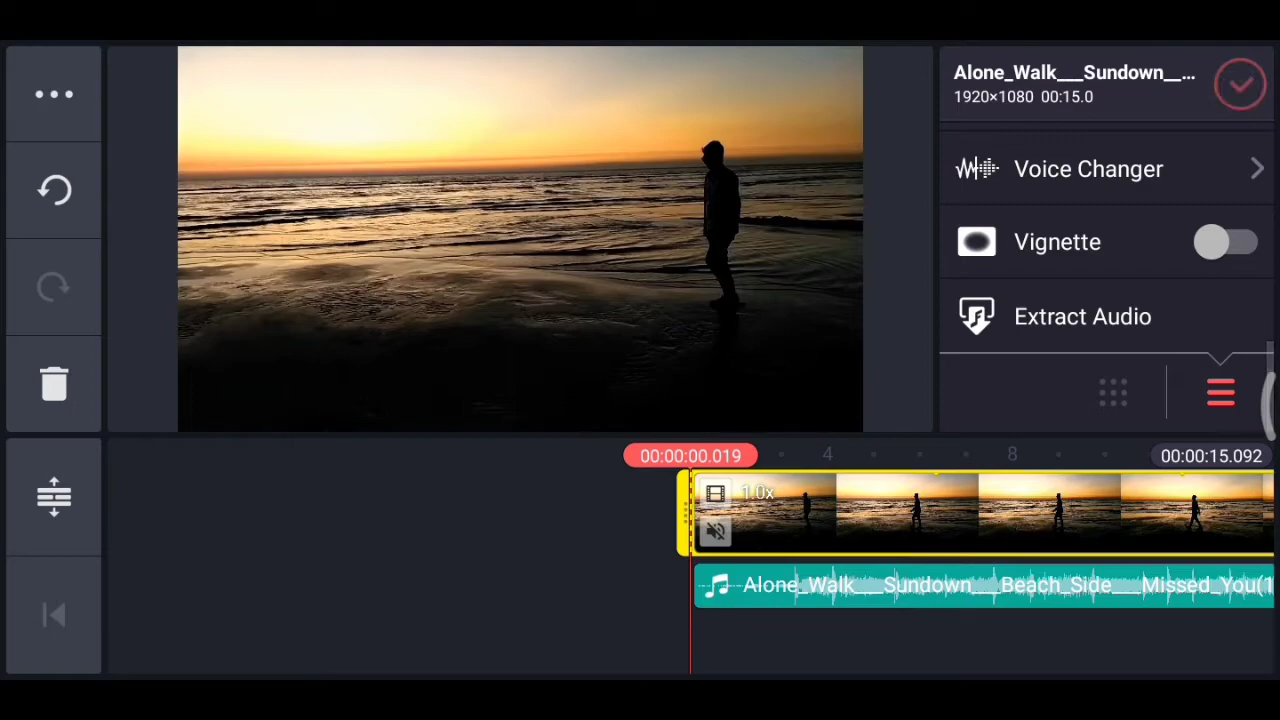 Alone_Walk___Sundown__...
1920×1080 00:15.0
Voice Changer
Vignette
Extract Audio
00:00:00.019
4
8
00:00:15.092
1.0x
Alone_Walk___Sundown___Beach_Side___Missed_You(1